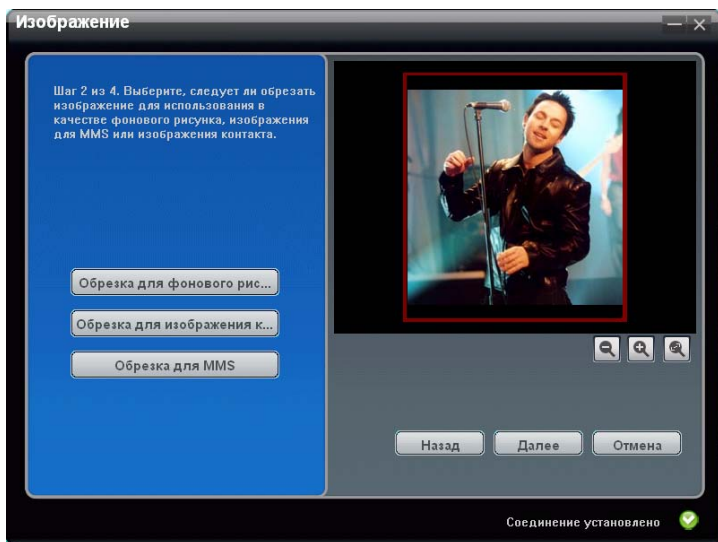 Изображение
Шаг 2 из 4. Выберите, следует ли обрезать
изображение для использования в
качестве фонового рисунка, изображения
для MMS или изображения контакта.
Обрезка для фонового рис...
Обрезка для изображения к...
Обрезка для MMS
Назад
Далее
Отмена
Соединение установлено